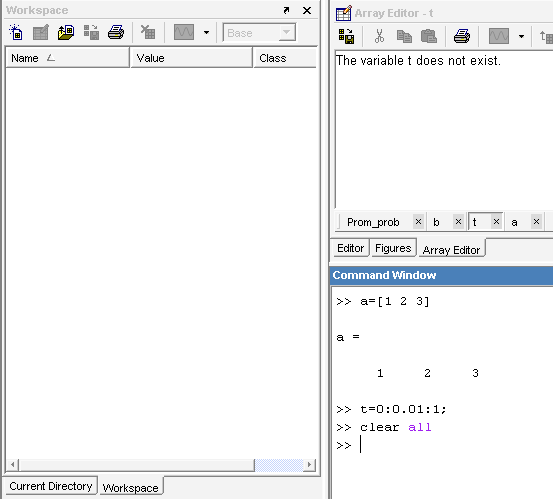 Workspace
Base
Name Value Class
Current Directory Workspace
Array Editor - t
The variable t does not exist.
Prom_prob b t a
Editor Figures Array Editor
Command Window
>> a=[1 2 3]
a =
1 2 3
>> t=0:0.01:1;
>> clear all
>>